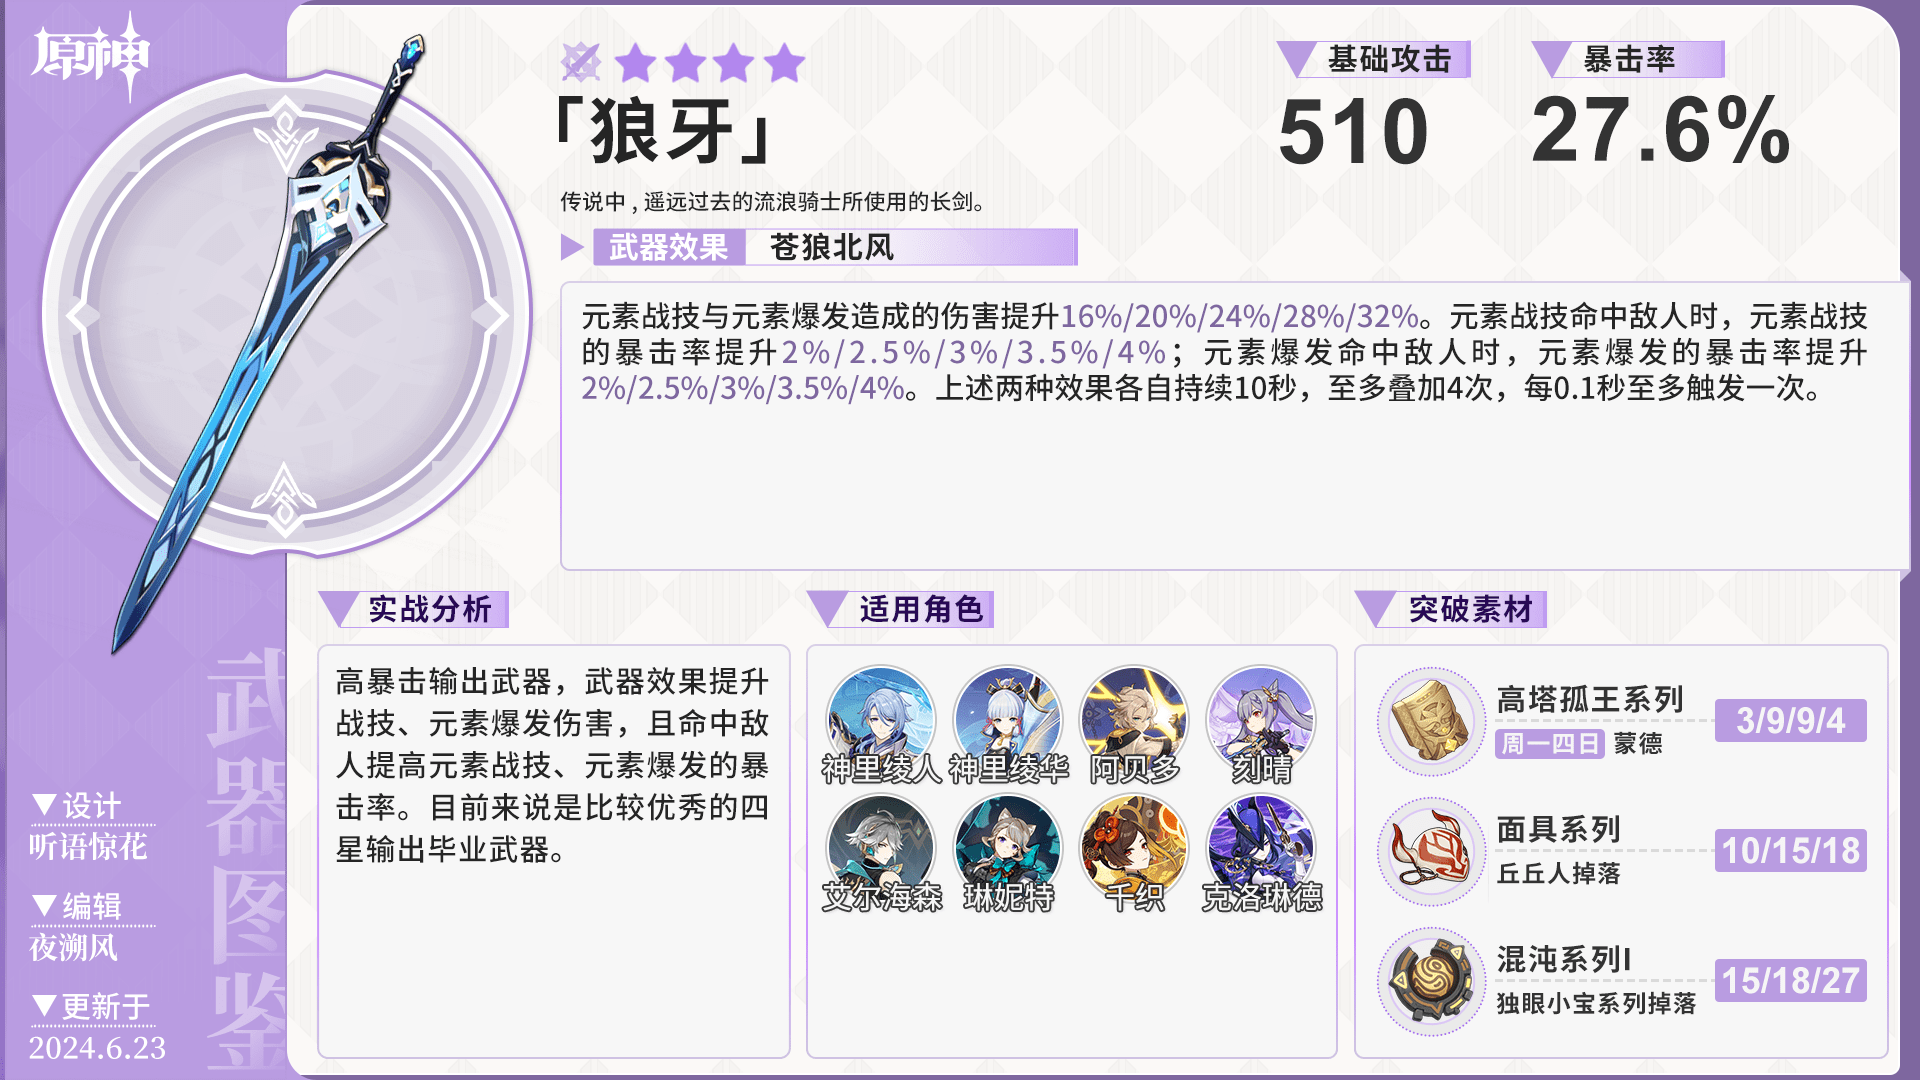 原神
「狼牙」
传说中，遥远过去的流浪骑士所使用的长剑。
基础攻击
510
暴击率
27.6%
武器效果
苍狼北风
元素战技与元素爆发造成的伤害提升16%/20%/24%/28%/32%。元素战技命中敌人时，元素战技
的暴击率提升2%/2.5%/3%/3.5%/4%；元素爆发命中敌人时，元素爆发的暴击率提升
2%/2.5%/3%/3.5%/4%。上述两种效果各自持续10秒，至多叠加4次，每0.1秒至多触发一次。
实战分析
高暴击输出武器，武器效果提升
战技、元素爆发伤害，且命中敌
人提高元素战技、元素爆发的暴
击率。目前来说是比较优秀的四
星输出毕业武器。
适用角色
神里绫人 神里绫华 阿贝多 刻晴
艾尔海森 琳妮特 千织 克洛琳德
突破素材
高塔孤王系列
周一四日 蒙德
3/9/9/4
面具系列
丘丘人掉落
10/15/18
混沌系列I
独眼小宝系列掉落
15/18/27
武器图鉴
▼设计
听语惊花
▼编辑
夜溯风
▼更新于
2024.6.23